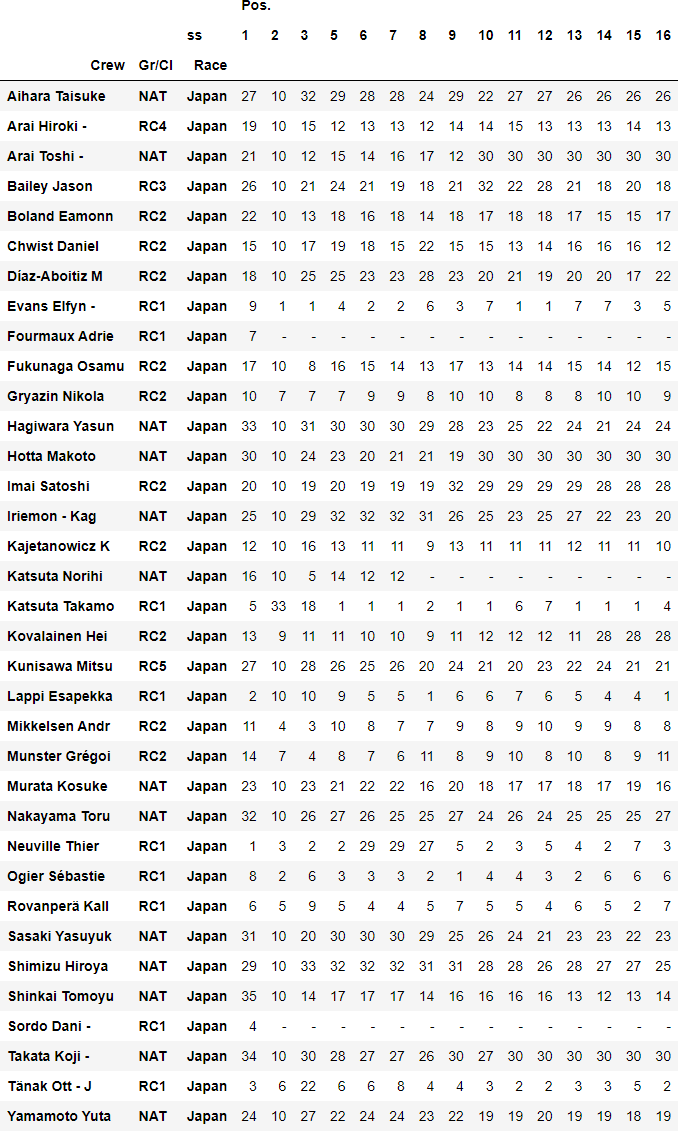 Pos.
ss 1 2 3 5 6 7 8 9 10 11 12 13 14 15 16
Crew Gr/Cl Race
Aihara Taisuke NAT Japan 27 10 32 29 28 28 24 29 22 27 27 26 26 26 26
Arai Hiroki - RC4 Japan 19 10 15 12 13 13 12 14 14 15 13 13 13 14 13
Arai Toshi - NAT Japan 21 10 12 15 14 16 17 12 30 30 30 30 30 30 30
Bailey Jason RC3 Japan 26 10 21 24 21 19 18 21 32 22 28 21 18 20 18
Boland Eamonn RC2 Japan 22 10 13 18 16 18 14 18 17 18 18 17 15 15 17
Chwist Daniel RC2 Japan 15 10 17 19 18 15 22 15 15 13 14 16 16 16 12
Díaz-Aboitiz M RC2 Japan 18 10 25 25 23 23 28 23 20 21 19 20 20 17 22
Evans Elfyn - RC1 Japan 9 1 1 4 2 2 6 3 7 1 1 7 7 3 5
Fourmaux Adrie RC1 Japan 7 - - - - - - - - - - - - - -
Fukunaga Osamu RC2 Japan 17 10 8 16 15 14 13 17 13 14 14 15 14 12 15
Gryazin Nikola RC2 Japan 10 7 7 7 9 9 8 10 10 8 8 8 10 10 9
Hagiwara Yasun NAT Japan 33 10 31 30 30 30 29 28 23 25 22 24 21 24 24
Hotta Makoto NAT Japan 30 10 24 23 20 21 21 19 30 30 30 30 30 30 30
Imai Satoshi RC2 Japan 20 10 19 20 19 19 19 32 29 29 29 29 28 28 28
Iriemon - Kag NAT Japan 25 10 29 32 32 32 31 26 25 23 25 27 22 23 20
Kajetanowicz K RC2 Japan 12 10 16 13 11 11 9 13 11 11 11 12 11 11 10
Katsuta Norihi NAT Japan 16 10 5 14 12 12 - - - - - - - - -
Katsuta Takamo RC1 Japan 5 33 18 1 1 1 2 1 1 6 7 1 1 1 4
Kovalainen Hei RC2 Japan 13 9 11 11 10 10 9 11 12 12 12 11 28 28 28
Kunisawa Mitsu RC5 Japan 27 10 28 26 25 26 20 24 21 20 23 22 24 21 21
Lappi Esapekka RC1 Japan 2 10 10 9 5 5 1 6 6 7 6 5 4 4 1
Mikkelsen Andr RC2 Japan 11 4 3 10 8 7 7 9 8 9 10 9 9 8 8
Munster Grégoi RC2 Japan 14 7 4 8 7 6 11 8 9 10 8 10 8 9 11
Murata Kosuke NAT Japan 23 10 23 21 22 22 16 20 18 17 17 18 17 19 16
Nakayama Toru NAT Japan 32 10 26 27 26 25 25 27 24 26 24 25 25 25 27
Neuville Thier RC1 Japan 1 3 2 2 29 29 27 5 2 3 5 4 2 7 3
Ogier Sébastie RC1 Japan 8 2 6 3 3 3 2 1 4 4 3 2 6 6 6
Rovanperä Kall RC1 Japan 6 5 9 5 4 4 5 7 5 5 4 6 5 2 7
Sasaki Yasuyuk NAT Japan 31 10 20 30 30 30 29 25 26 24 21 23 23 22 23
Shimizu Hiroya NAT Japan 29 10 33 32 32 32 31 31 28 28 26 28 27 27 25
Shinkai Tomoyu NAT Japan 35 10 14 17 17 17 14 16 16 16 16 13 12 13 14
Sordo Dani - RC1 Japan 4 - - - - - - - - - - - - - -
Takata Koji - NAT Japan 34 10 30 28 27 27 26 30 27 30 30 30 30 30 30
Tänak Ott - J RC1 Japan 3 6 22 6 6 8 4 4 3 2 2 3 3 5 2
Yamamoto Yuta NAT Japan 24 10 27 22 24 24 23 22 19 19 20 19 19 18 19